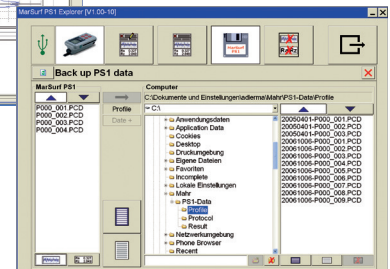 MarSurf PS1 Explorer [V1.00-10]
MarSurf PS1
Back up PS1 data
MarSurf PS1
Computer
C:\Dokumente und Einstellungen\adlerma\Mahr\PS1-Data\Profile
Profile
Date +
P000_001.PCD
P000_002.PCD
P000_003.PCD
P000_004.PCD
C:\
Anwendungsdaten
Application Data
Cookies
Desktop
Druckumgebung
Eigene Dateien
Favoriten
Incomplete
Lokale Einstellungen
Mahr
PS1-Data
Profile
Protocol
Result
Netzwerkumgebung
Phone Browser
Recent
20050401-P000_001.PCD
20050401-P000_002.PCD
20050401-P000_003.PCD
20061006-P000_001.PCD
20061006-P000_002.PCD
20061006-P000_003.PCD
20061006-P000_004.PCD
20061006-P000_005.PCD
20061006-P000_006.PCD
20061006-P000_007.PCD
20061006-P000_008.PCD
20061006-P000_009.PCD